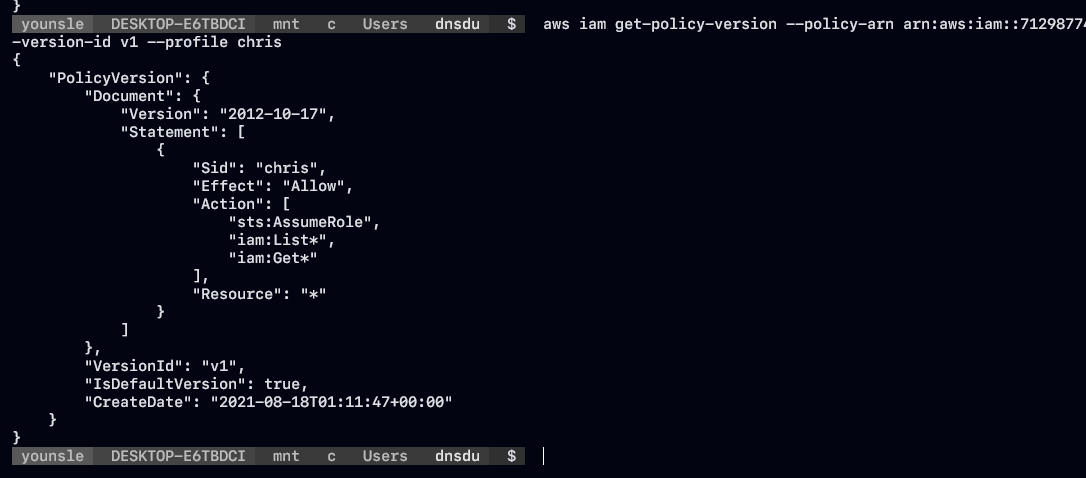 }
younsle DESKTOP-E6TBDCI mnt c Users dnsdu $ aws iam get-policy-version --policy-arn arn:aws:iam::7129877
-version-id v1 --profile chris
{
    "PolicyVersion": {
        "Document": {
            "Version": "2012-10-17",
            "Statement": [
                {
                    "Sid": "chris",
                    "Effect": "Allow",
                    "Action": [
                        "sts:AssumeRole",
                        "iam:List*",
                        "iam:Get*"
                    ],
                    "Resource": "*"
                }
            ]
        },
        "VersionId": "v1",
        "IsDefaultVersion": true,
        "CreateDate": "2021-08-18T01:11:47+00:00"
    }
}
younsle DESKTOP-E6TBDCI mnt c Users dnsdu $